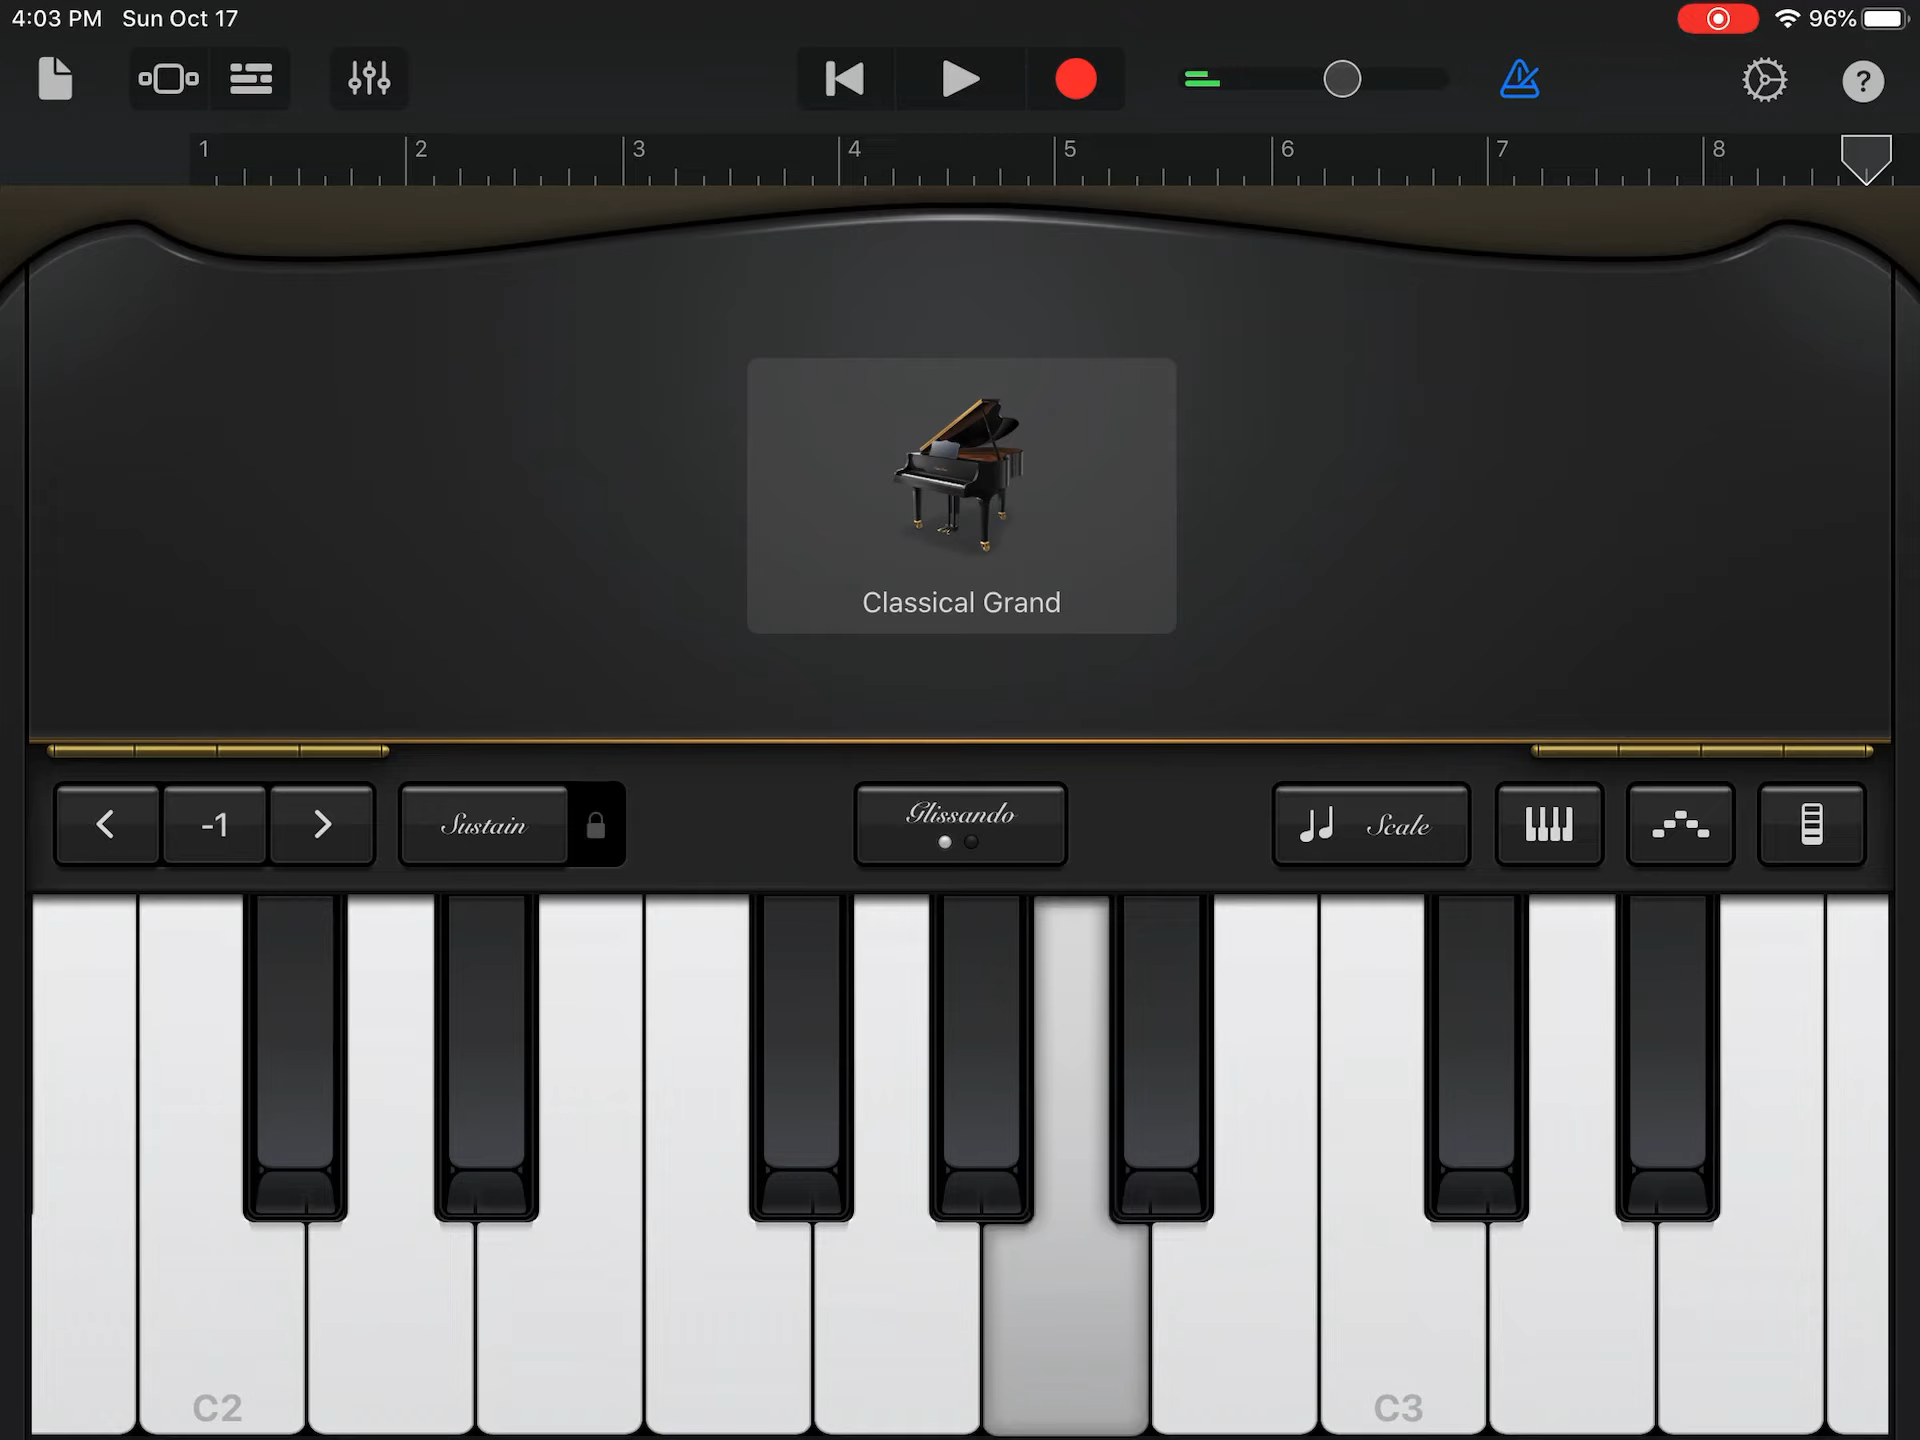 4:03 PM Sun Oct 17 96%
?
1 2 3 4 5 6 7 8
Classical Grand
-1 Sustain Glissando Scale
C2 C3